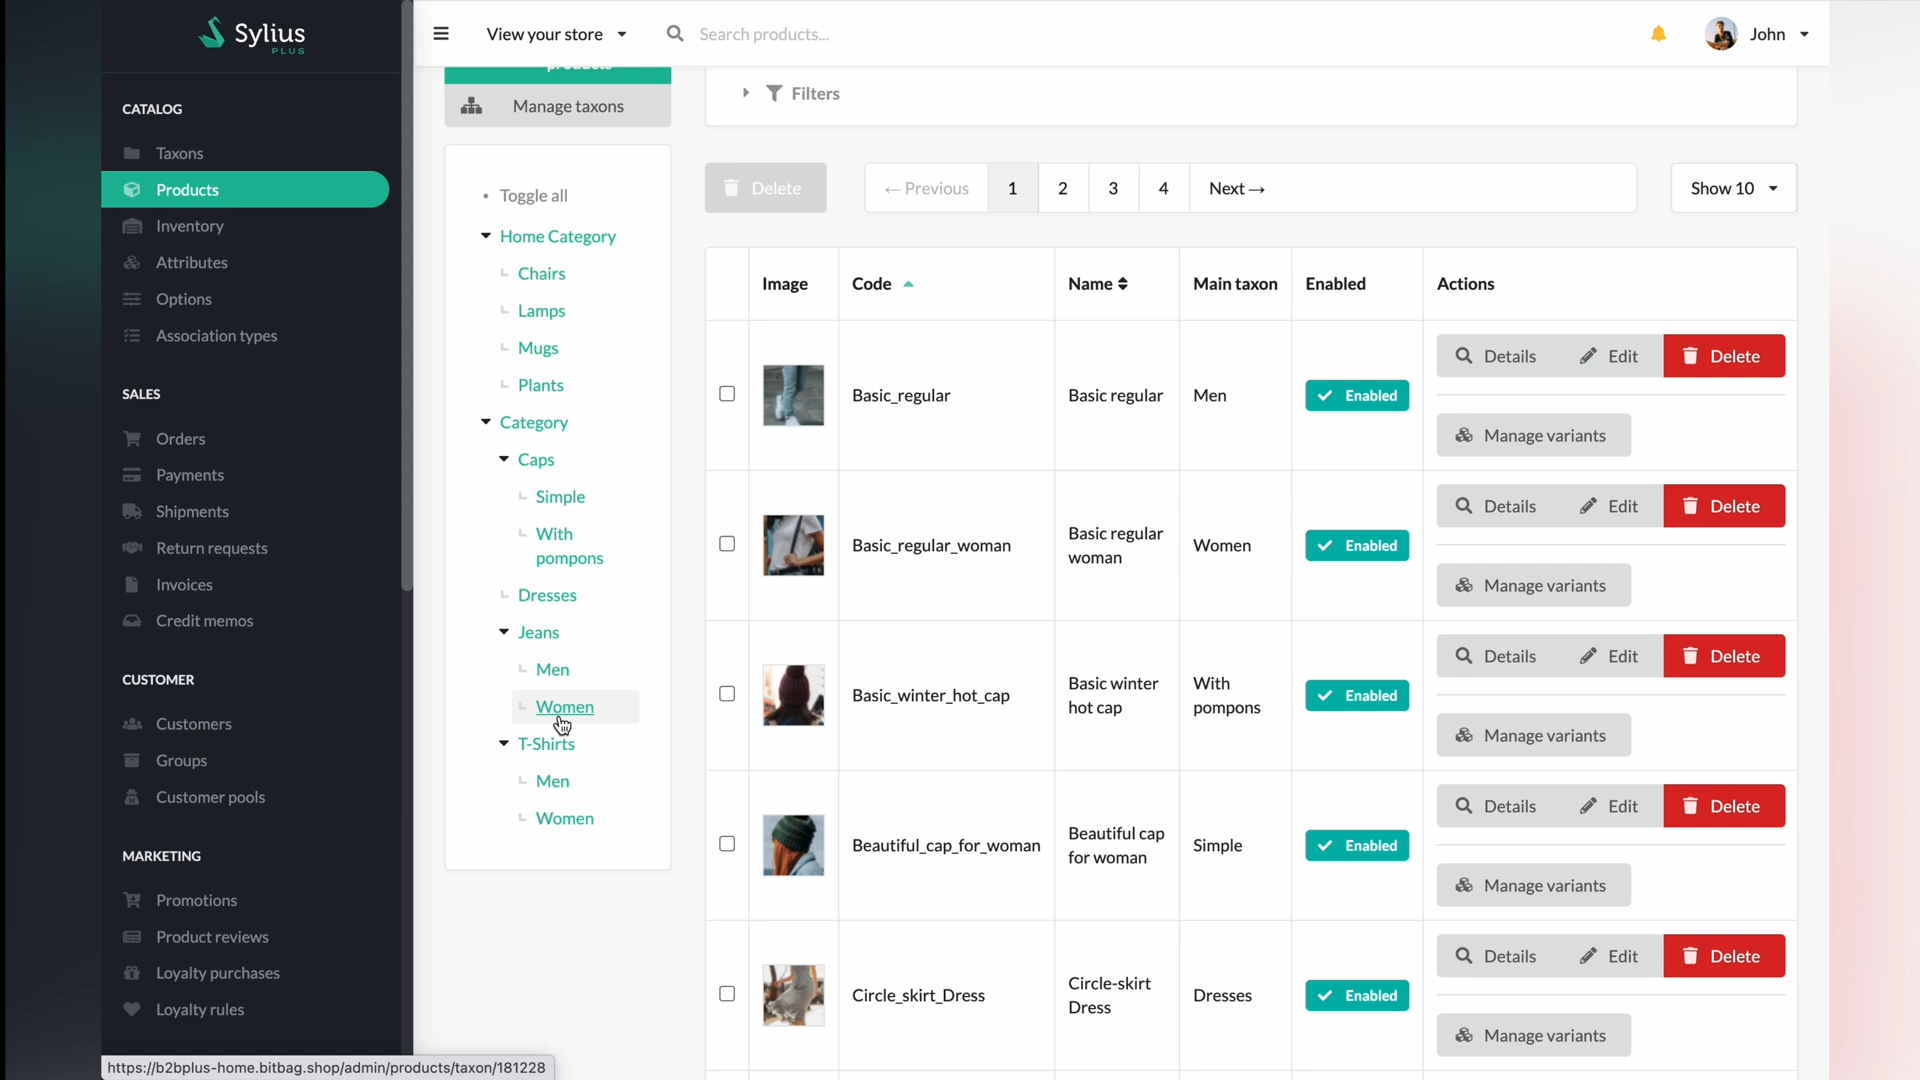 Sylius
PLUS
View your store
Search products...
John
products
Manage taxons
Filters
CATALOG
Taxons
Products
Inventory
Attributes
Options
Association types
SALES
Orders
Payments
Shipments
Return requests
Invoices
Credit memos
CUSTOMER
Customers
Groups
Customer pools
MARKETING
Promotions
Product reviews
Loyalty purchases
Loyalty rules
Toggle all
Home Category
Chairs
Lamps
Mugs
Plants
Category
Caps
Simple
With
pompons
Dresses
Jeans
Men
Women
T-Shirts
Men
Women
Delete
← Previous 1 2 3 4 Next →
Show 10
Image Code Name Main taxon Enabled Actions
Basic_regular Basic regular Men Enabled
Details Edit Delete
Manage variants
Basic_regular_woman Basic regular
woman Women Enabled
Details Edit Delete
Manage variants
Basic_winter_hot_cap Basic winter
hot cap With
pompons Enabled
Details Edit Delete
Manage variants
Beautiful_cap_for_woman Beautiful cap
for woman Simple Enabled
Details Edit Delete
Manage variants
Circle_skirt_Dress Circle-skirt
Dress Dresses Enabled
Details Edit Delete
Manage variants
https://b2bplus-home.bitbag.shop/admin/products/taxon/181228